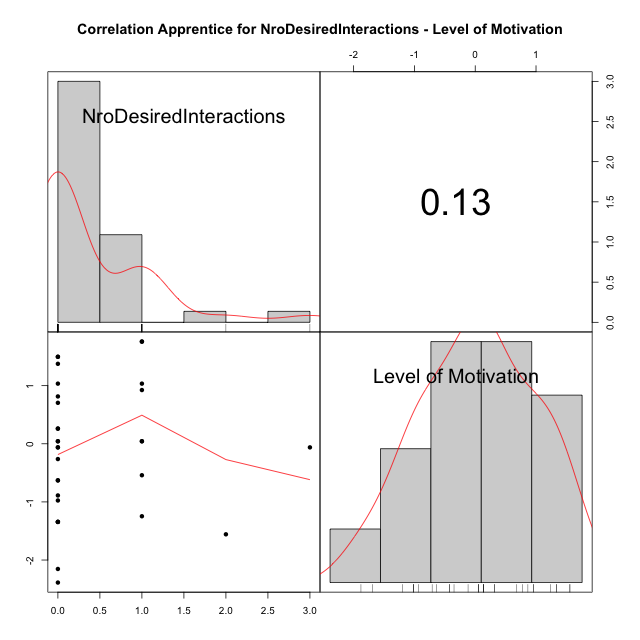 Correlation Apprentice for NroDesiredInteractions - Level of Motivation
-2 -1 0 1
NroDesiredInteractions
0.13
0.0 0.5 1.0 1.5 2.0 2.5 3.0
Level of Motivation
-2 -1 0 1
0.0 0.5 1.0 1.5 2.0 2.5 3.0